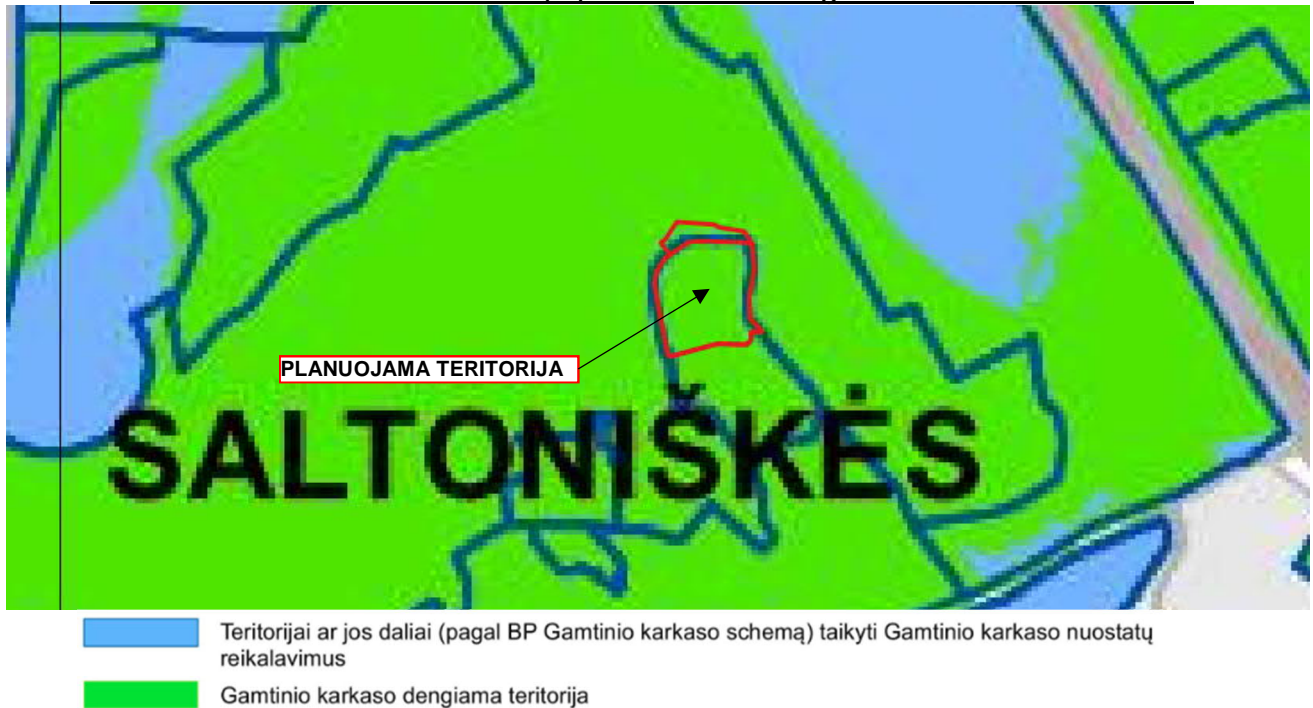 PLANUOJAMA TERITORIJA
SALTONIŠKĖS
Teritorijai ar jos daliai (pagal BP Gamtinio karkaso schemą) taikyti Gamtinio karkaso nuostatų
reikalavimus
Gamtinio karkaso dengiama teritorija